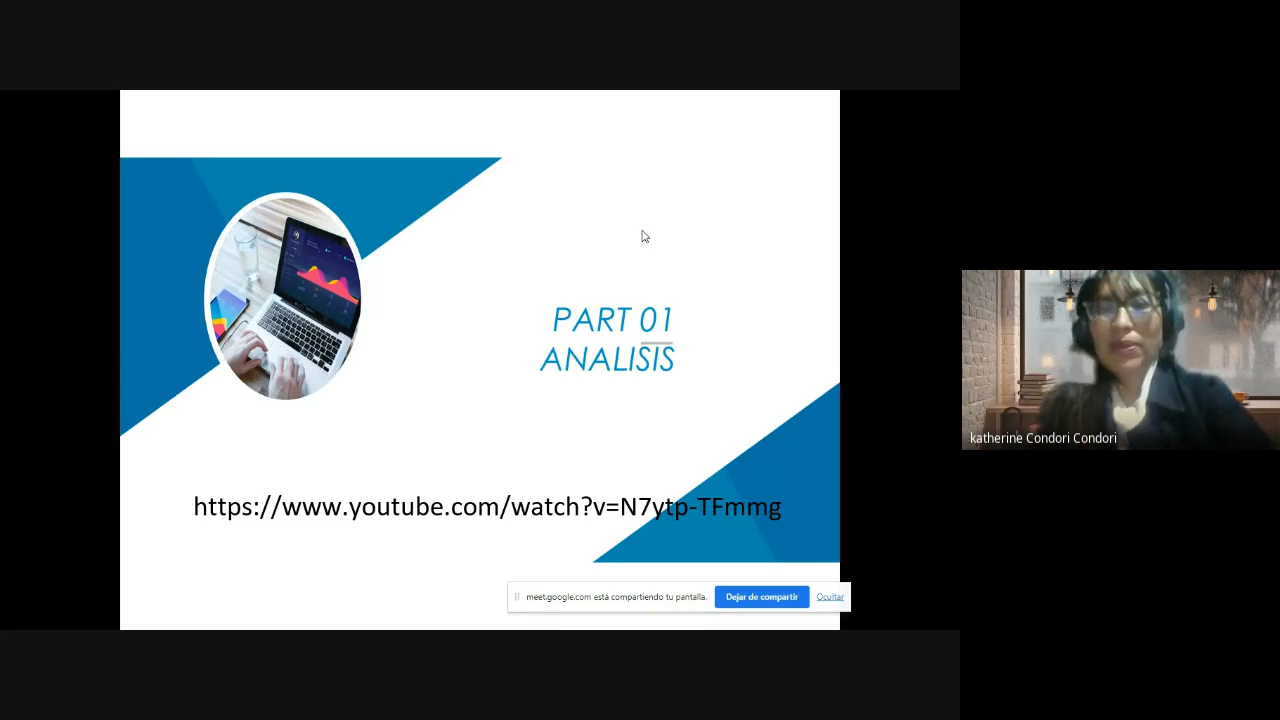 PART 01
ANALISIS
https://www.youtube.com/watch?v=N7ytp-TFmmg
meet.google.com está compartiendo tu pantalla.
Dejar de compartir
Ocultar
katherine Condori Condori